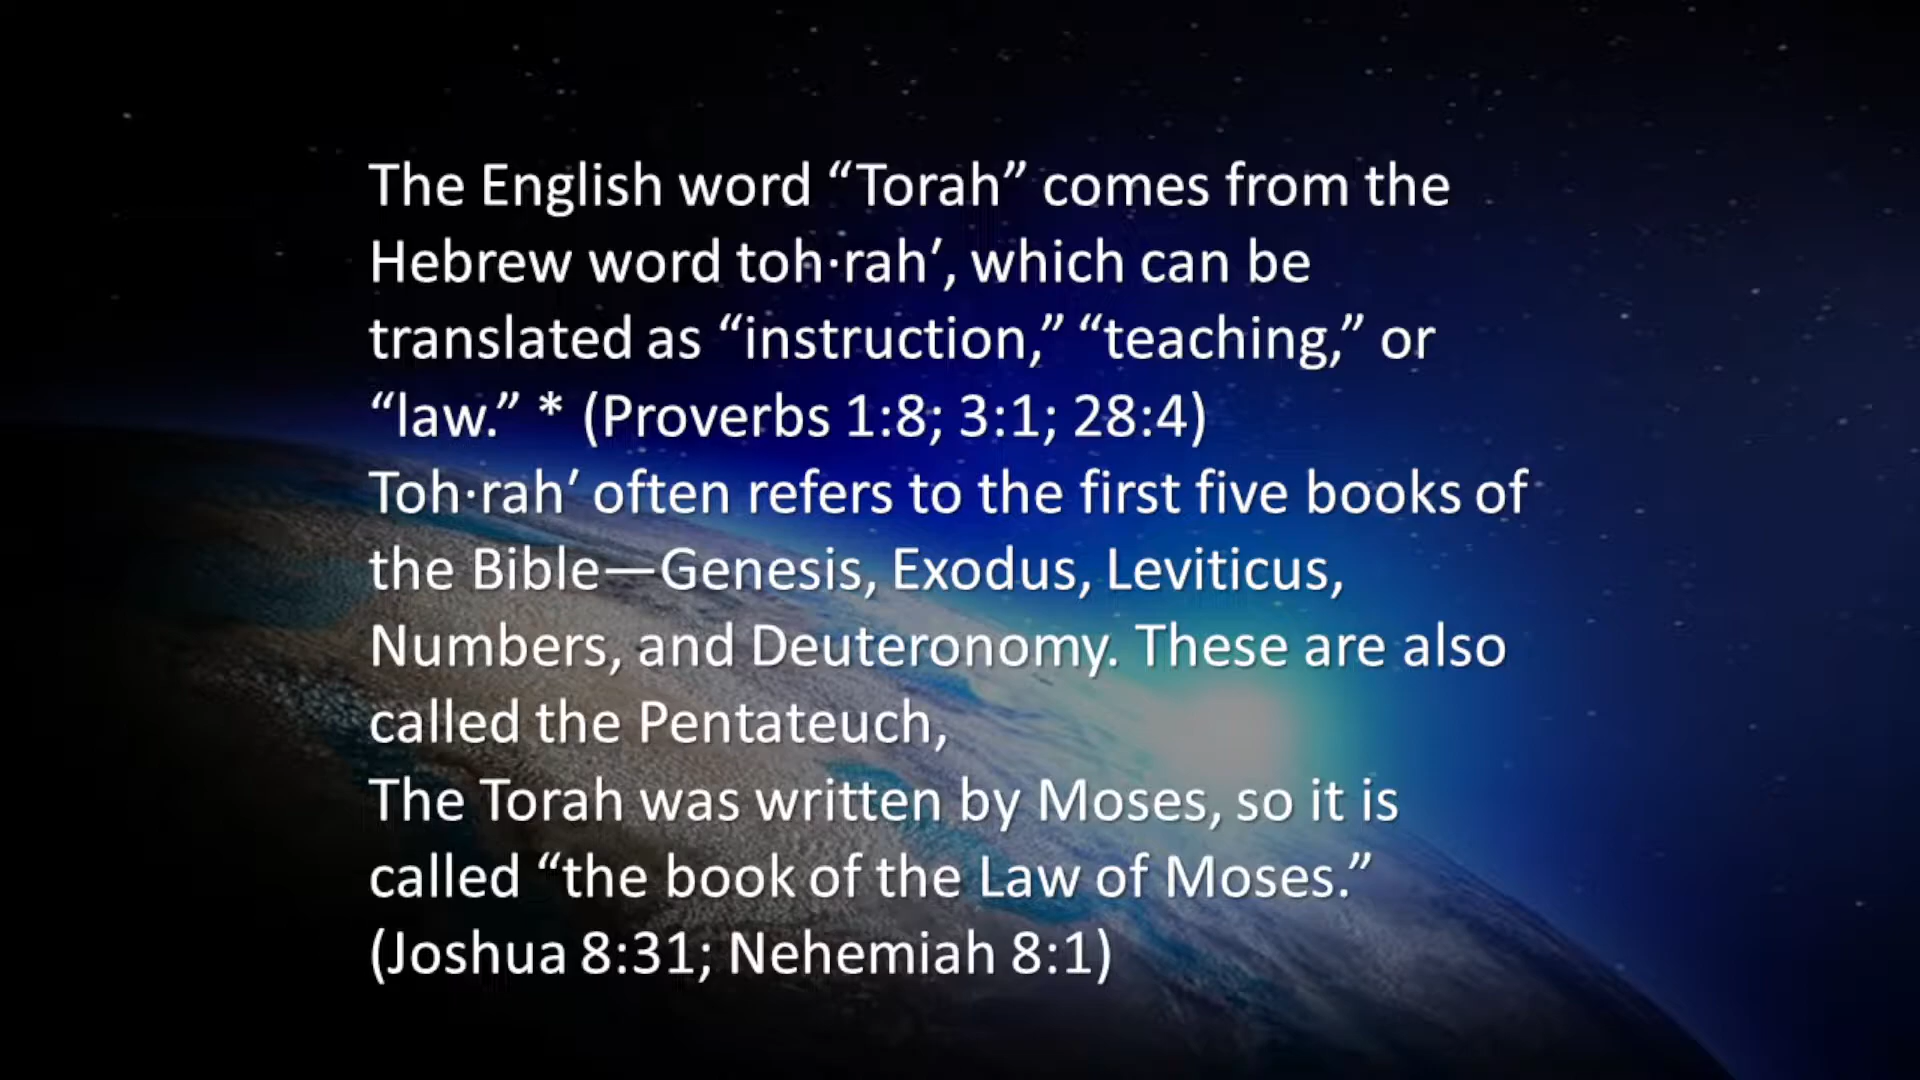 The English word “Torah” comes from the
Hebrew word toh·rah′, which can be
translated as “instruction,” “teaching,” or
“law.” * (Proverbs 1:8; 3:1; 28:4)
Toh·rah′ often refers to the first five books of
the Bible—Genesis, Exodus, Leviticus,
Numbers, and Deuteronomy. These are also
called the Pentateuch,
The Torah was written by Moses, so it is
called “the book of the Law of Moses.”
(Joshua 8:31; Nehemiah 8:1)